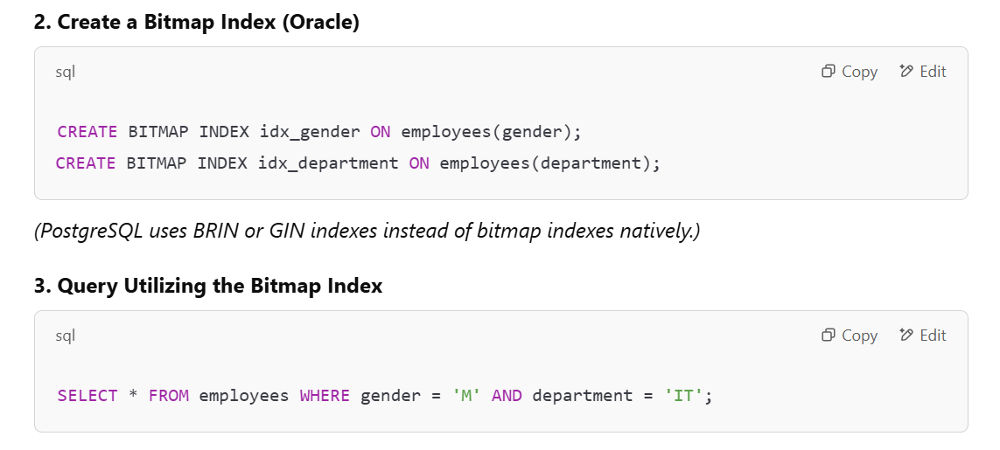 2. Create a Bitmap Index (Oracle)
sql
Copy
Edit
CREATE BITMAP INDEX idx_gender ON employees(gender);
CREATE BITMAP INDEX idx_department ON employees(department);
(PostgreSQL uses BRIN or GIN indexes instead of bitmap indexes natively.)
3. Query Utilizing the Bitmap Index
sql
Copy
Edit
SELECT * FROM employees WHERE gender = 'M' AND department = 'IT';